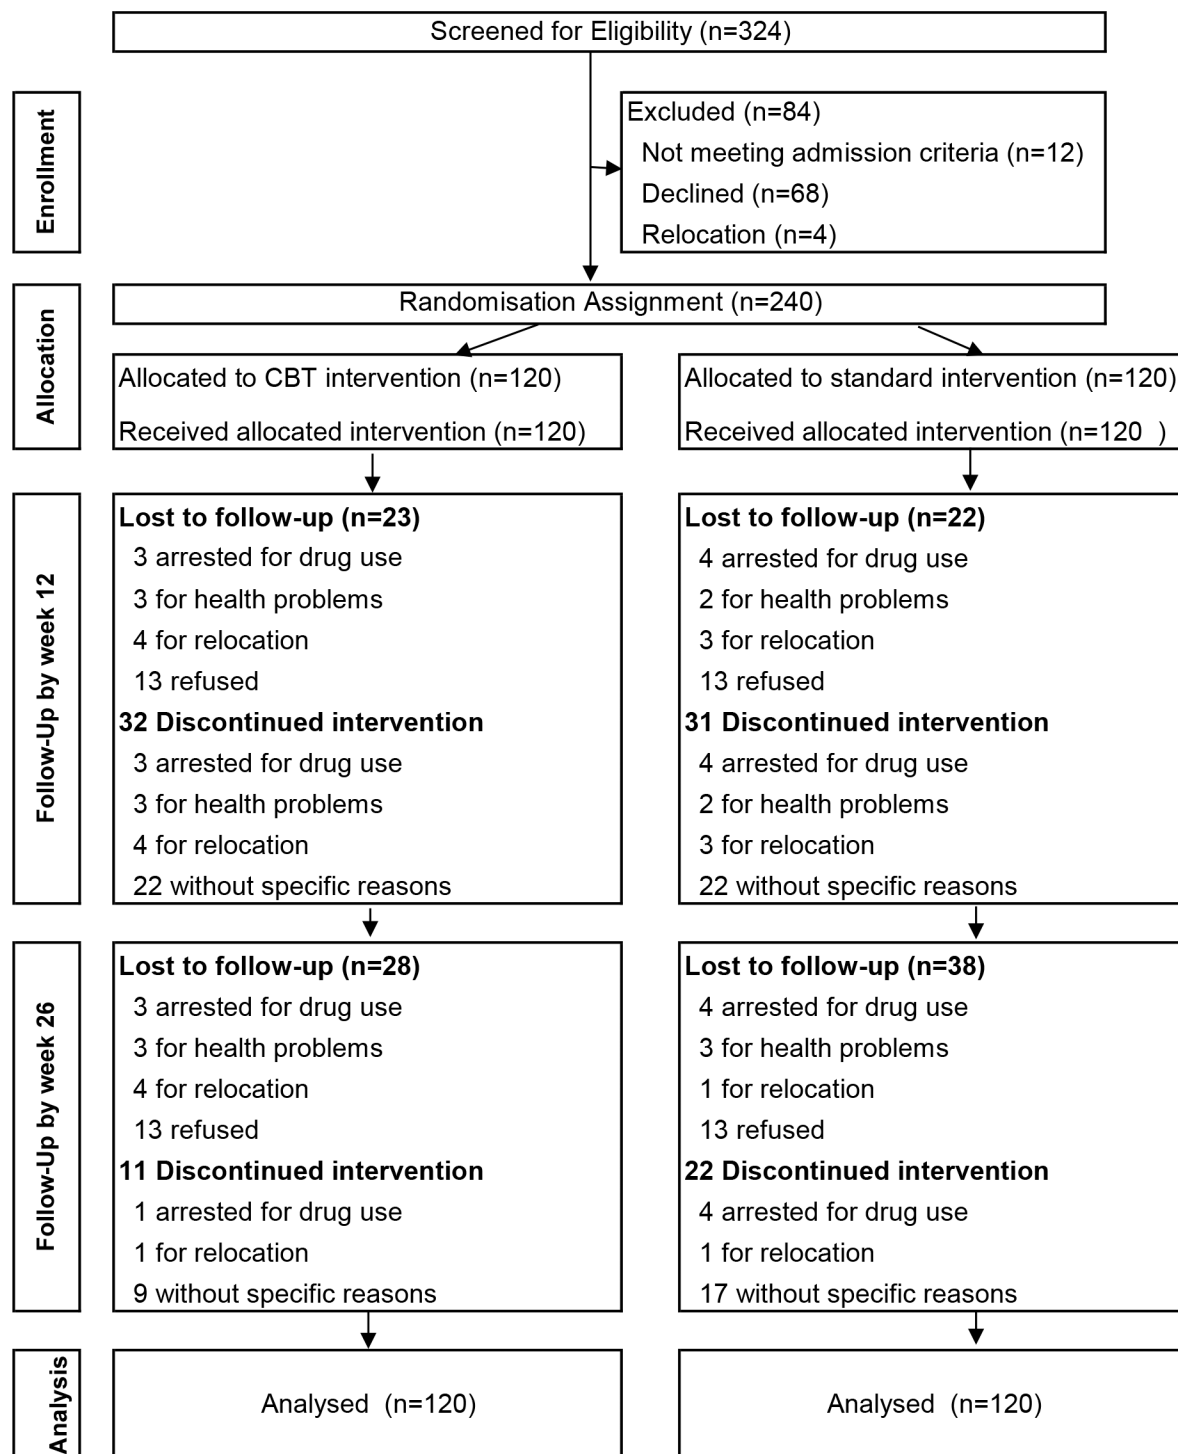 Screened for Eligibility (n=324)
Enrollment
Excluded (n=84)
Not meeting admission criteria (n=12)
Declined (n=68)
Relocation (n=4)
Allocation
Randomisation Assignment (n=240)
Allocated to CBT intervention (n=120)
Received allocated intervention (n=120)
Allocated to standard intervention (n=120)
Received allocated intervention (n=120  )
Follow-Up by week 12
Lost to follow-up (n=23)
3 arrested for drug use
3 for health problems
4 for relocation
13 refused
32 Discontinued intervention
3 arrested for drug use
3 for health problems
4 for relocation
22 without specific reasons
Lost to follow-up (n=22)
4 arrested for drug use
2 for health problems
3 for relocation
13 refused
31 Discontinued intervention
4 arrested for drug use
2 for health problems
3 for relocation
22 without specific reasons
Follow-Up by week 26
Lost to follow-up (n=28)
3 arrested for drug use
3 for health problems
4 for relocation
13 refused
11 Discontinued intervention
1 arrested for drug use
1 for relocation
9 without specific reasons
Lost to follow-up (n=38)
4 arrested for drug use
3 for health problems
1 for relocation
13 refused
22 Discontinued intervention
4 arrested for drug use
1 for relocation
17 without specific reasons
Analysis
Analysed  (n=120)
Analysed  (n=120)